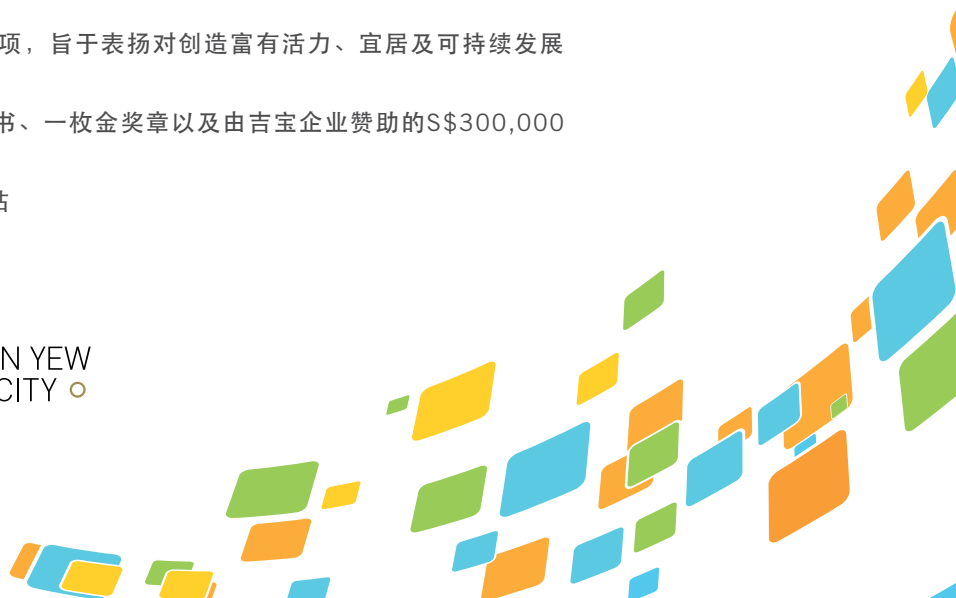 项，旨于表扬对创造富有活力、宜居及可持续发展
书、一枚金奖章以及由吉宝企业赞助的S$300,000
站
N YEW
CITY